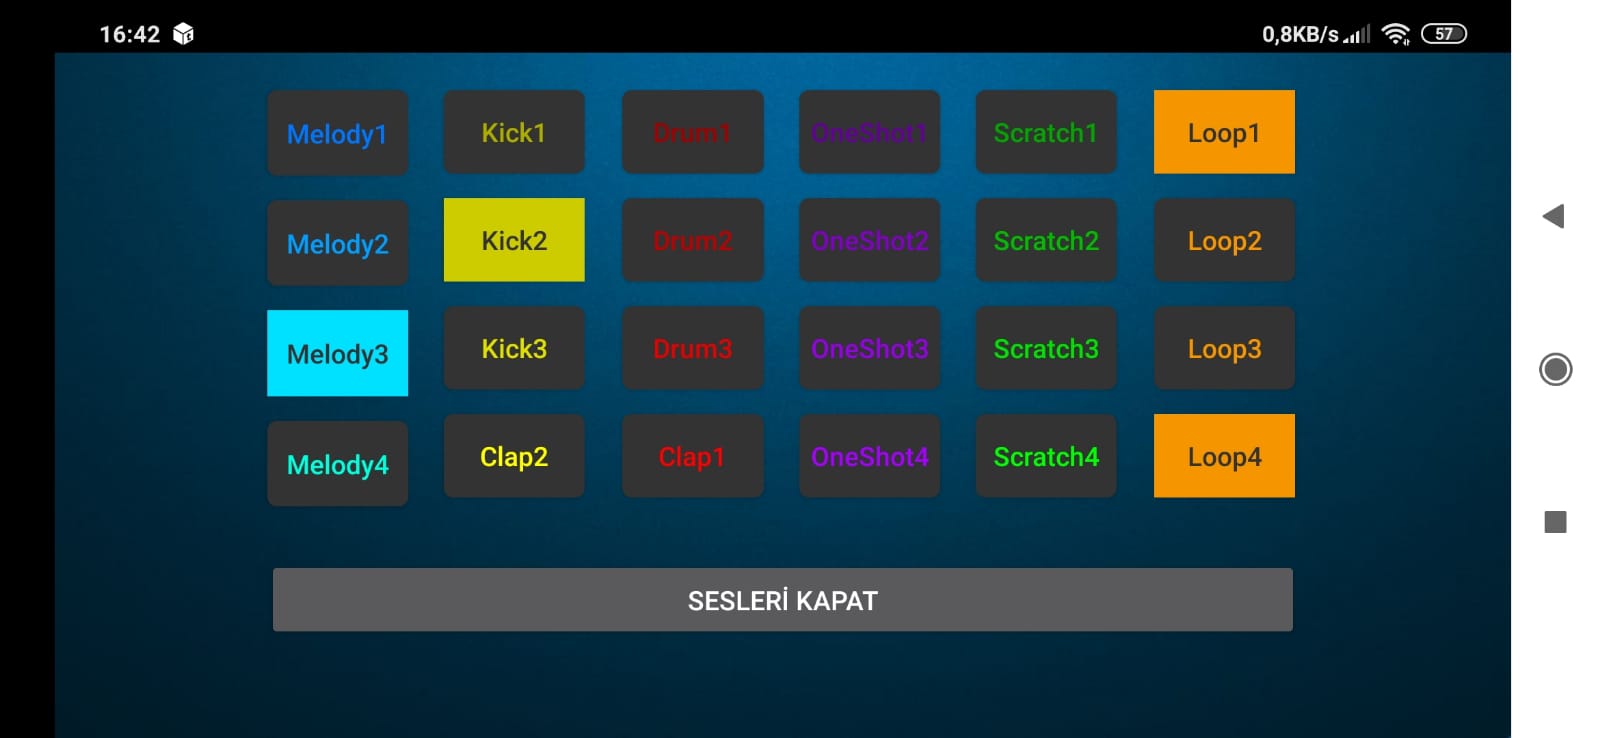 16:42
0,8KB/s
57
Melody1 Kick1 Drum1 OneShot1 Scratch1 Loop1
Melody2 Kick2 Drum2 OneShot2 Scratch2 Loop2
Melody3 Kick3 Drum3 OneShot3 Scratch3 Loop3
Melody4 Clap2 Clap1 OneShot4 Scratch4 Loop4
SESLERİ KAPAT